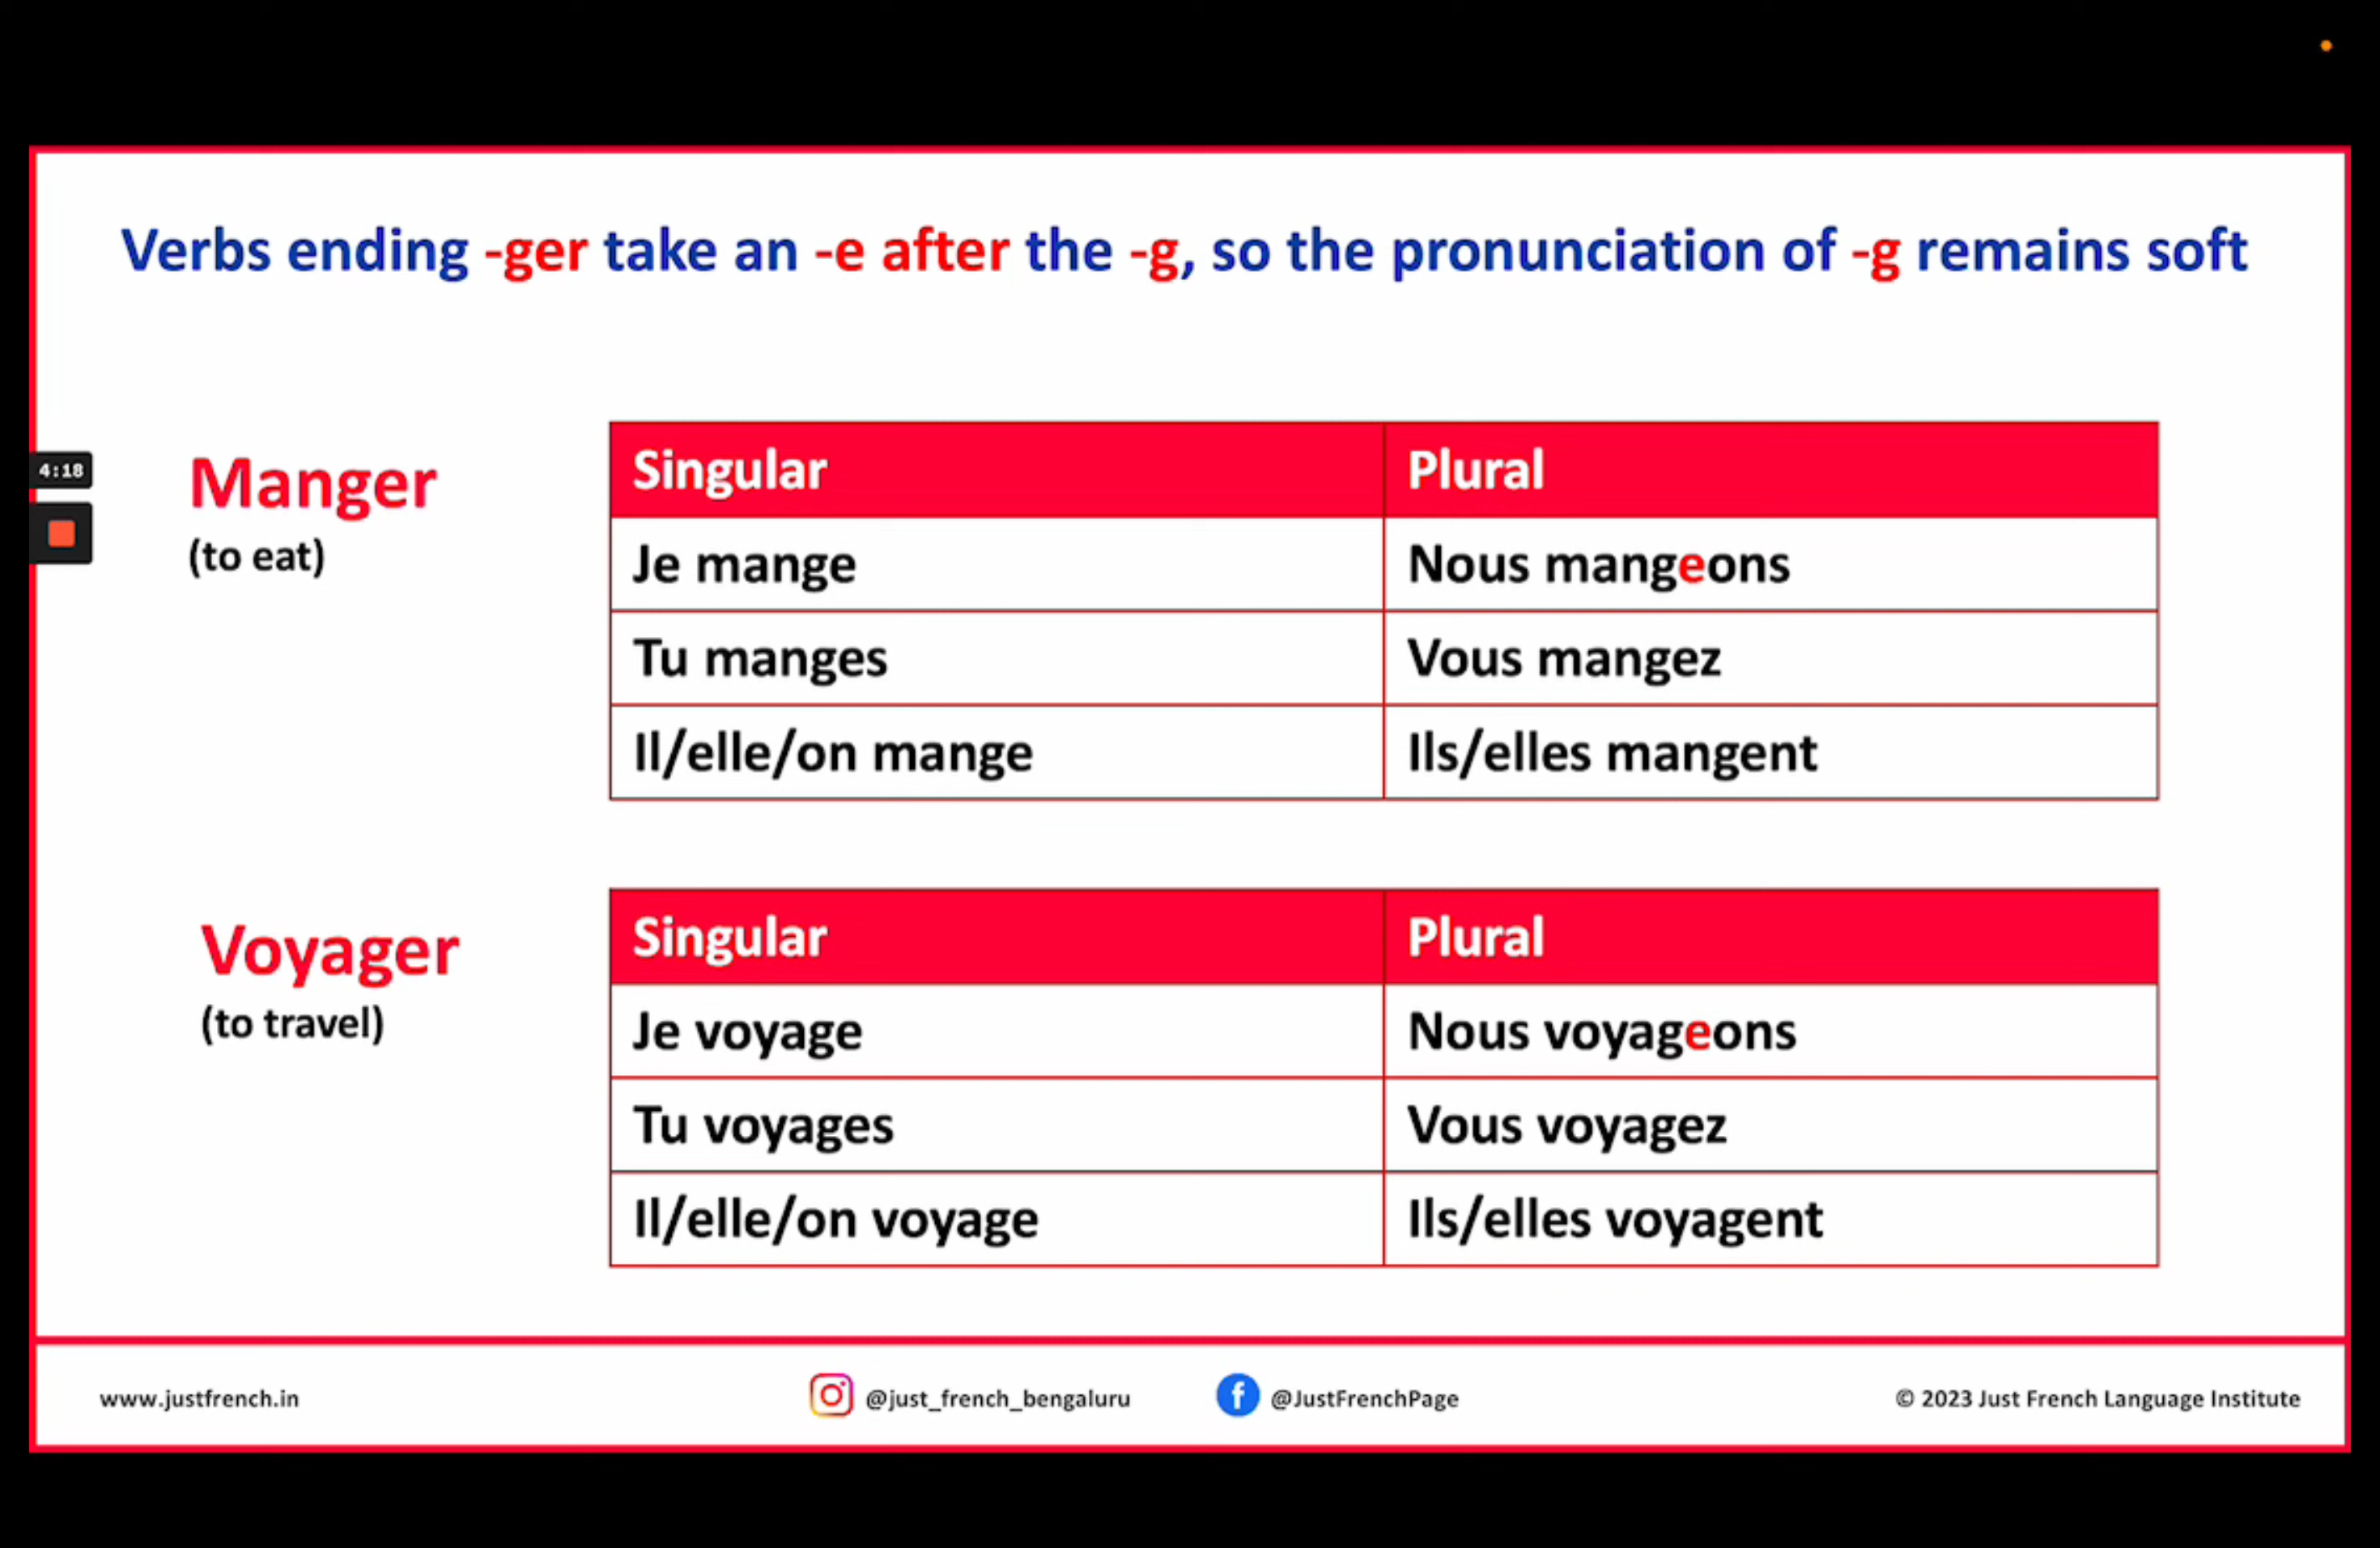 Verbs ending -ger take an -e after the -g, so the pronunciation of -g remains soft
4:18
Manger
(to eat)
Singular Plural
Je mange Nous mangeons
Tu manges Vous mangez
Il/elle/on mange Ils/elles mangent
Voyager
(to travel)
Singular Plural
Je voyage Nous voyageons
Tu voyages Vous voyagez
Il/elle/on voyage Ils/elles voyagent
www.justfrench.in @just_french_bengaluru @JustFrenchPage © 2023 Just French Language Institute